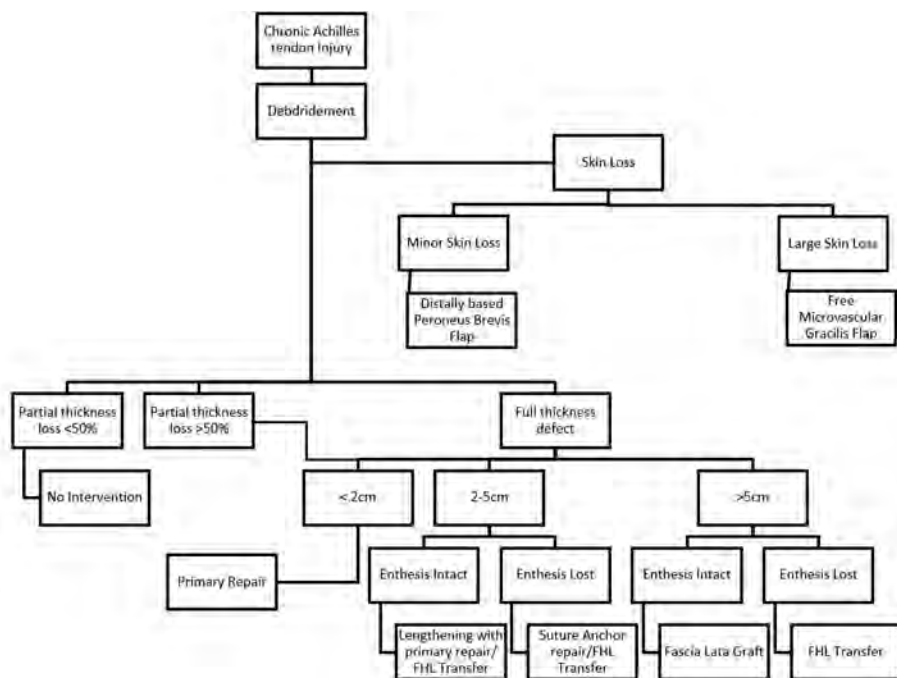 Chronic Achilles
tendon Injury
Debdridement
Skin Loss
Minor Skin Loss
Large Skin Loss
Distally based
Peroneus Brevis
Flap
Free
Microvascular
Gracilis Flap
Partial thickness
loss <50%
Partial thickness
loss >50%
Full thickness
defect
No Intervention
<.2cm
2-5cm
>5cm
Primary Repair
Enthesis Intact
Enthesis Lost
Enthesis Intact
Enthesis Lost
Lengthening with
primary repair/
FHL Transfer
Suture Anchor
repair/FHL
Transfer
Fascia Lata Graft
FHL Transfer